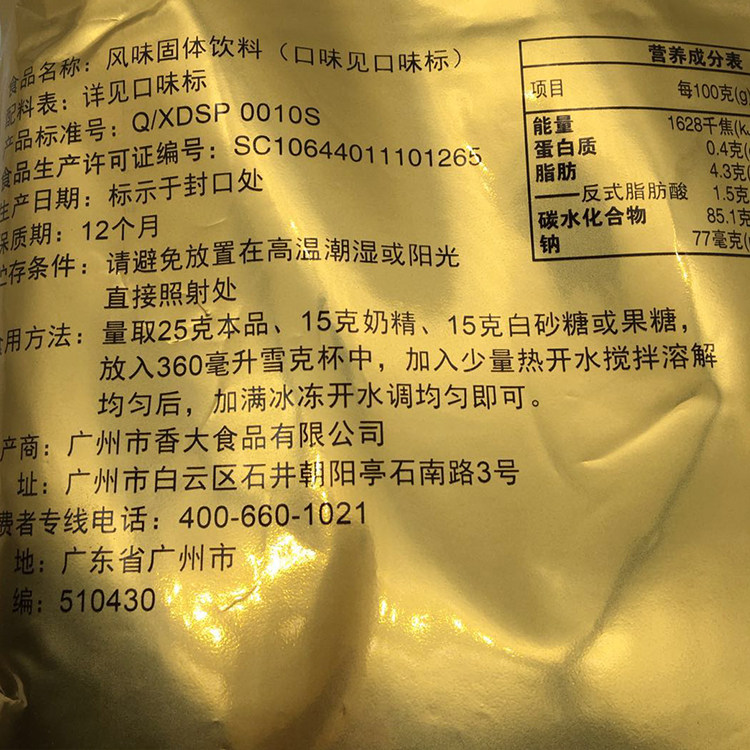 食品名称：风味固体饮料（口味见口味标）
配料表：详见口味标
产品标准号：Q/XDSP 0010S
食品生产许可证编号：SC10644011101265
生产日期：标示于封口处
保质期：12个月
贮存条件：请避免放置在高温潮湿或阳光
直接照射处
食用方法：量取25克本品、15克奶精、15克白砂糖或果糖，
放入360毫升雪克杯中，加入少量热开水搅拌溶解
均匀后，加满冰冻开水调均匀即可。
产商：广州市香大食品有限公司
址：广州市白云区石井朝阳亭石南路3号
费者专线电话：400-660-1021
地：广东省广州市
编：510430
营养成分表
项目 每100克(g)
能量 1628千焦(k
蛋白质 0.4克(
脂肪 4.3克(
——反式脂肪酸 1.5克
碳水化合物 85.1克
钠 77毫克(